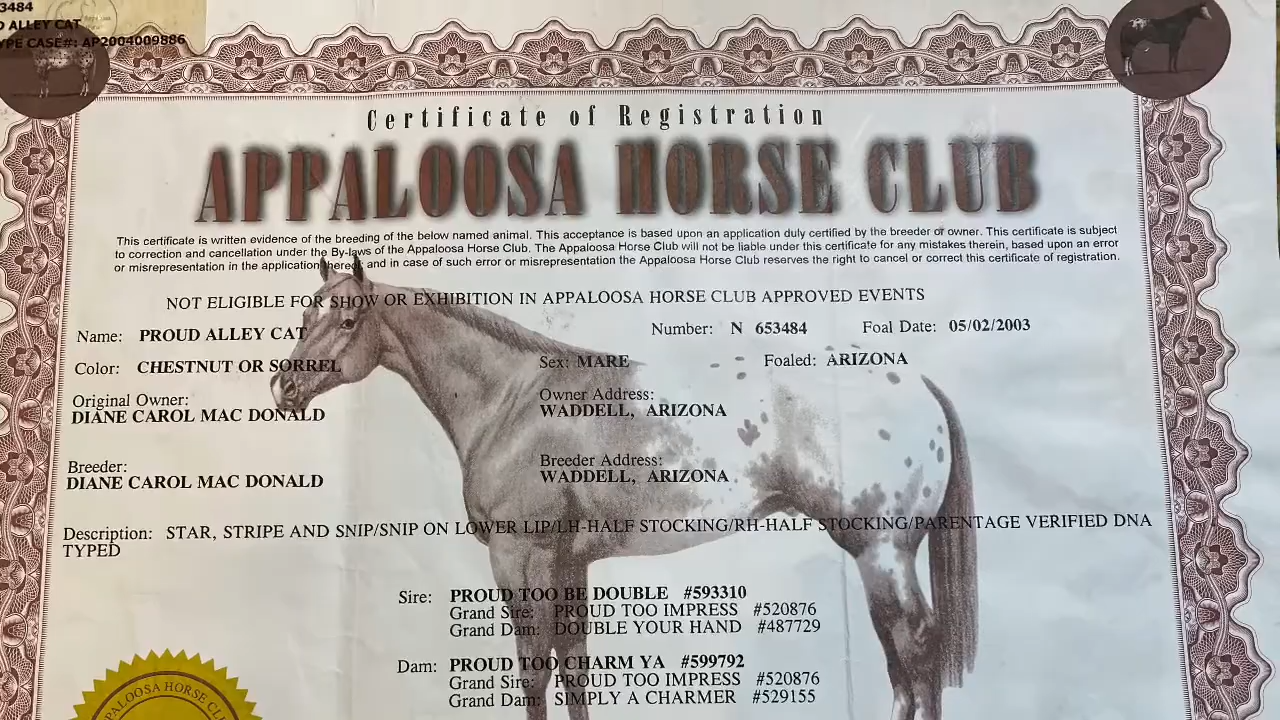 3484
ALLEY CAT
YPE CASE#: AP2004009886
Certificate of Registration
APPALOOSA HORSE CLUB
This certificate is written evidence of the breeding of the below named animal. This acceptance is based upon an application duly certified by the breeder or owner. This certificate is subject
to correction and cancellation under the By-laws of the Appaloosa Horse Club. The Appaloosa Horse Club will not be liable under this certificate for any mistakes therein, based upon an error
or misrepresentation in the application hereof; and in case of such error or misrepresentation the Appaloosa Horse Club reserves the right to cancel or correct this certificate of registration.
NOT ELIGIBLE FOR SHOW OR EXHIBITION IN APPALOOSA HORSE CLUB APPROVED EVENTS
Name: PROUD ALLEY CAT Number: N 653484 Foal Date: 05/02/2003
Color: CHESTNUT OR SORREL Sex: MARE Foaled: ARIZONA
Original Owner: Owner Address:
DIANE CAROL MAC DONALD WADDELL, ARIZONA
Breeder: Breeder Address:
DIANE CAROL MAC DONALD WADDELL, ARIZONA
Description: STAR, STRIPE AND SNIP/SNIP ON LOWER LIP/LH-HALF STOCKING/RH-HALF STOCKING/PARENTAGE VERIFIED DNA
TYPED
Sire: PROUD TOO BE DOUBLE #593310
Grand Sire: PROUD TOO IMPRESS #520876
Grand Dam: DOUBLE YOUR HAND #487729
Dam: PROUD TOO CHARM YA #599792
Grand Sire: PROUD TOO IMPRESS #520876
Grand Dam: SIMPLY A CHARMER #529155
PALOOSA HORSE CLU